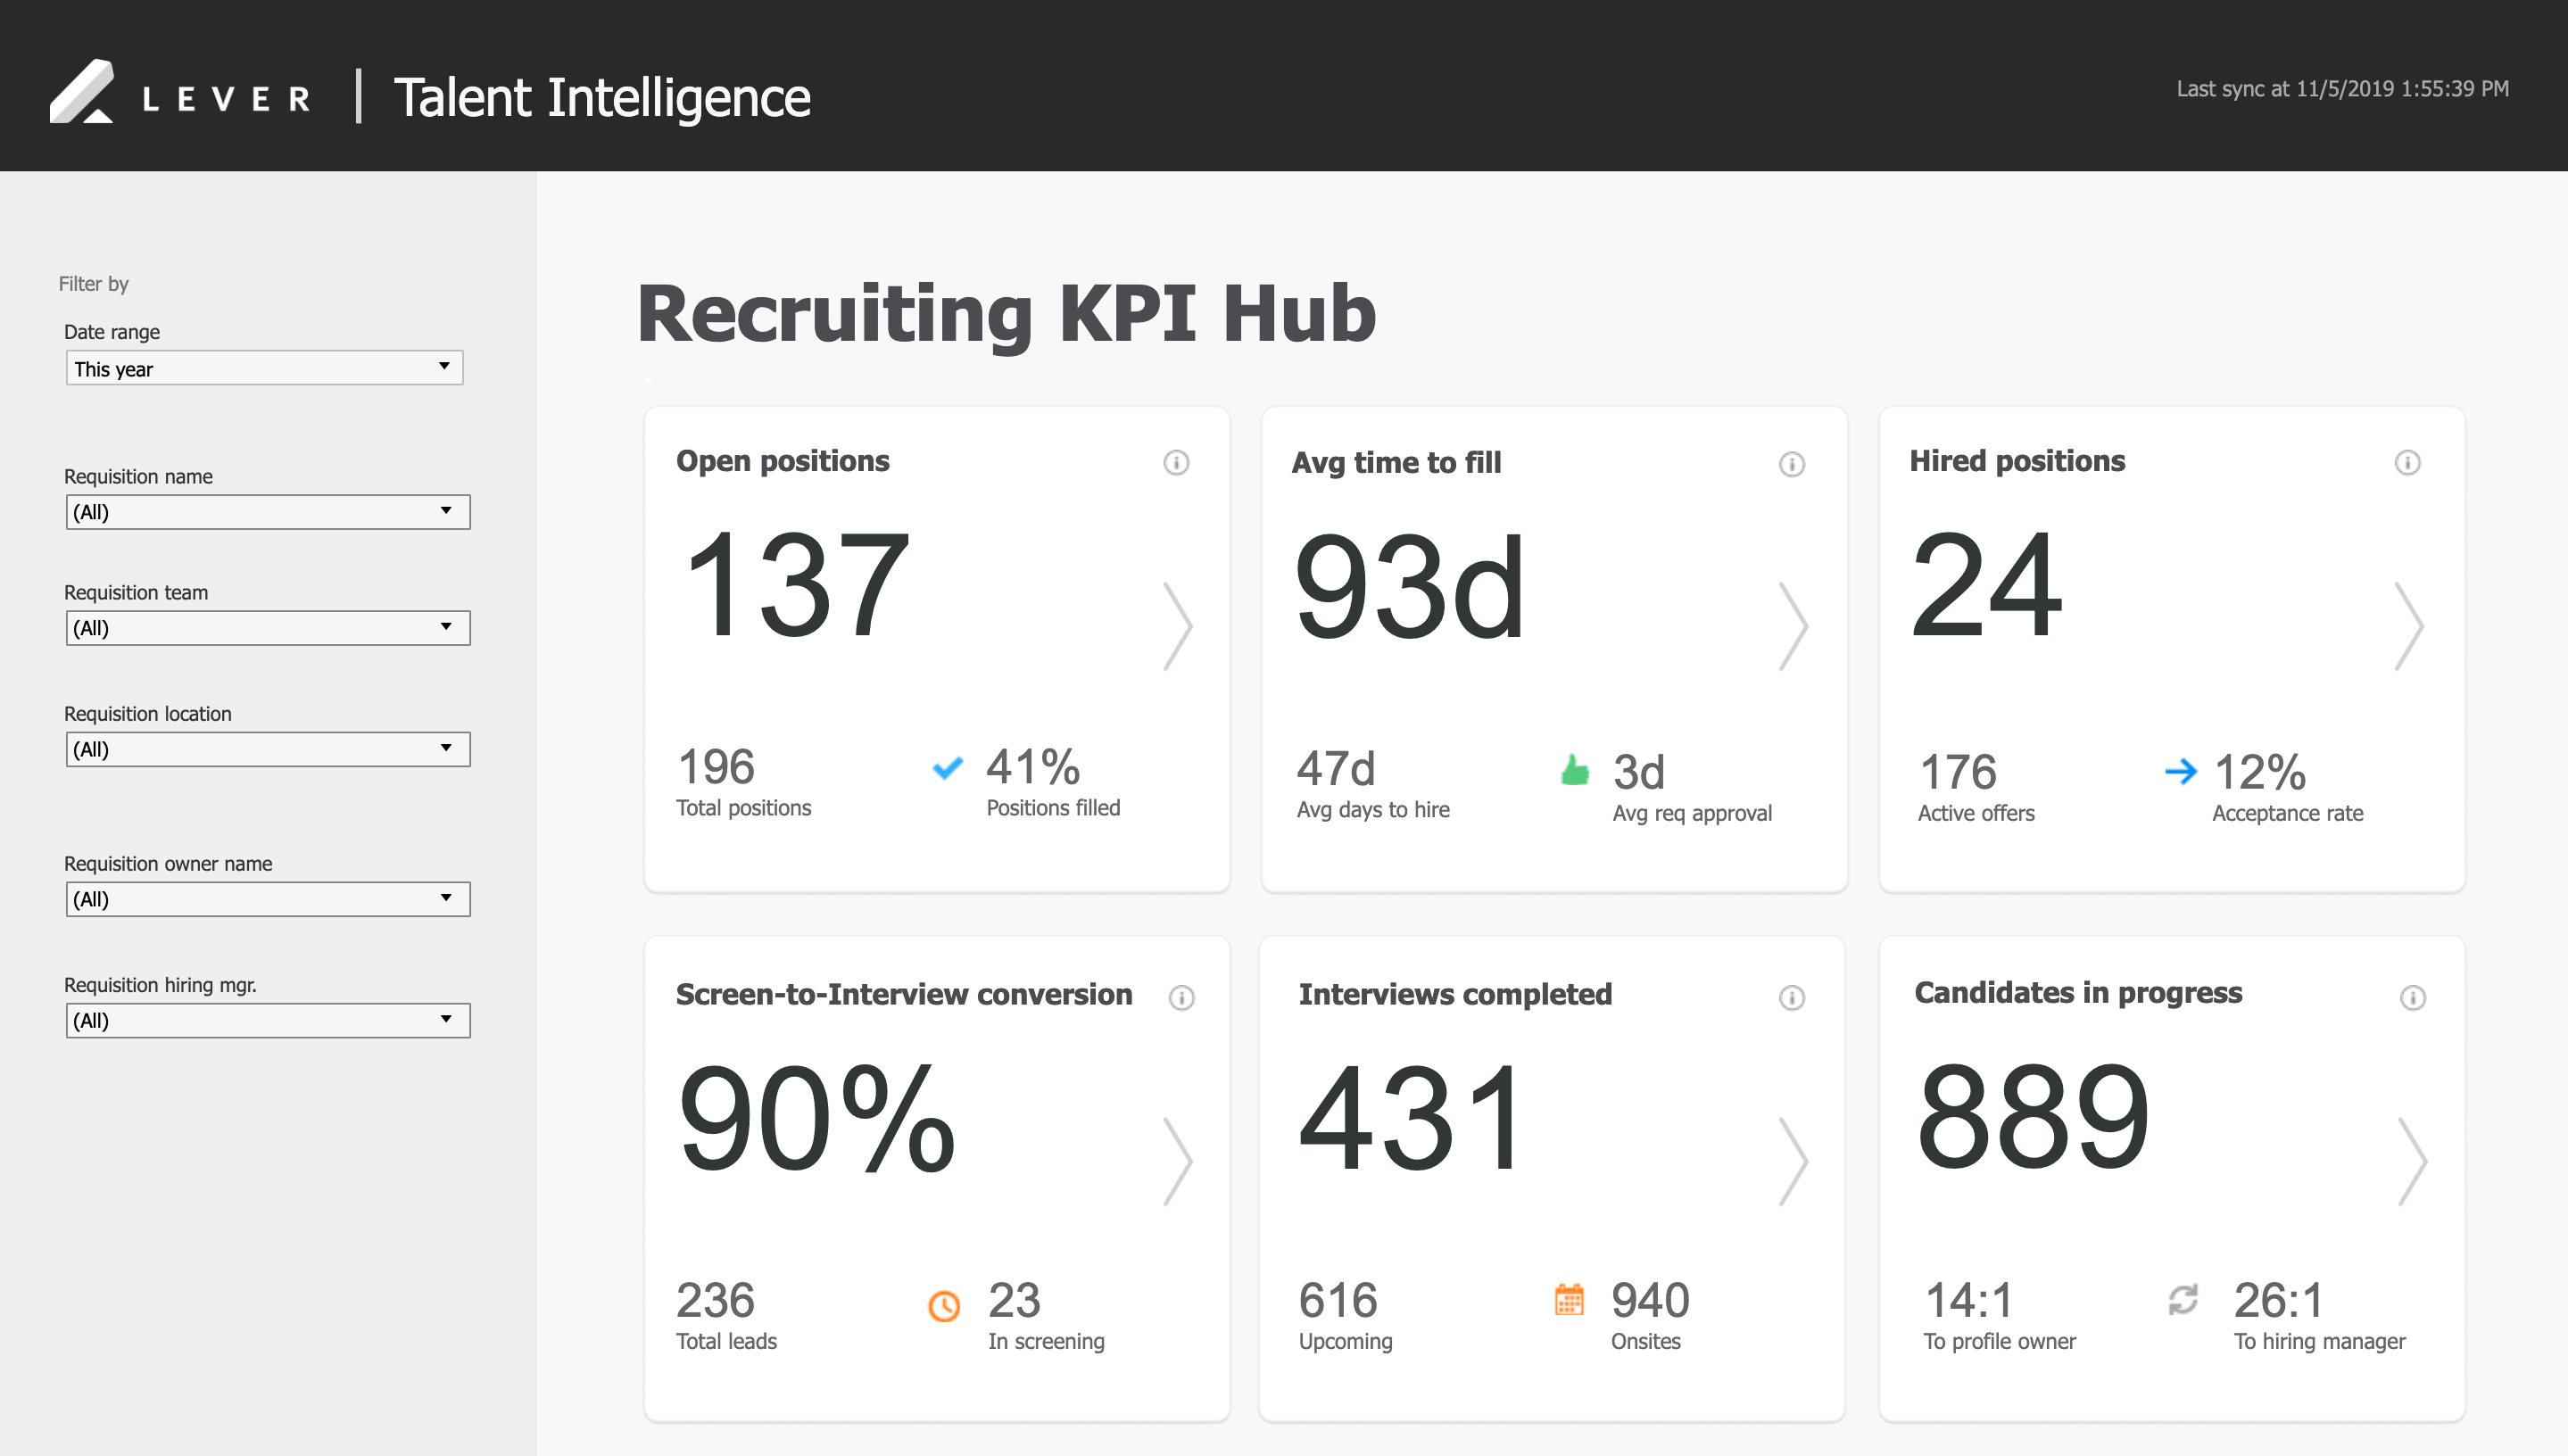 LEVER | Talent Intelligence
Last sync at 11/5/2019 1:55:39 PM
Filter by
Date range
This year
Requisition name
(All)
Requisition team
(All)
Requisition location
(All)
Requisition owner name
(All)
Requisition hiring mgr.
(All)
Recruiting KPI Hub
Open positions
137
196
Total positions
41%
Positions filled
Avg time to fill
93d
47d
Avg days to hire
3d
Avg req approval
Hired positions
24
176
Active offers
12%
Acceptance rate
Screen-to-Interview conversion
90%
236
Total leads
23
In screening
Interviews completed
431
616
Upcoming
940
Onsites
Candidates in progress
889
14:1
To profile owner
26:1
To hiring manager